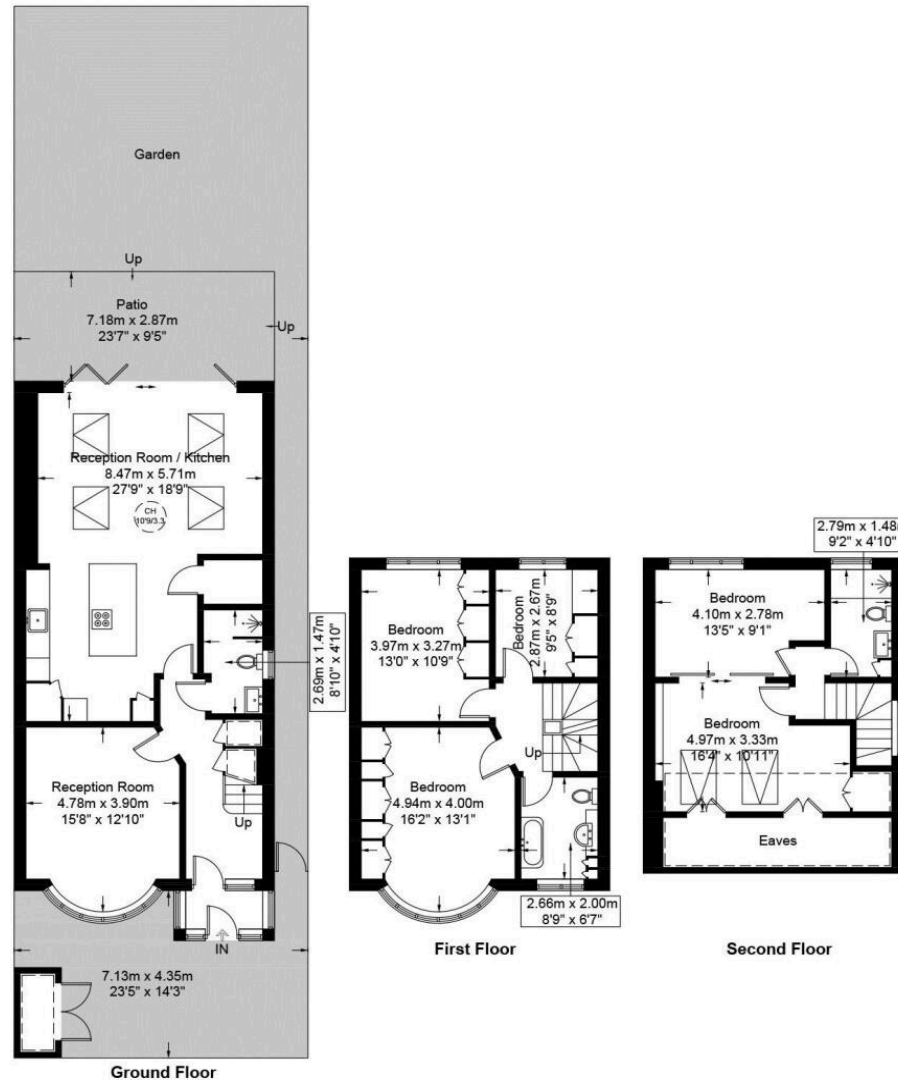 Garden
Up
Patio
7.18m x 2.87m
23'7" x 9'5"
Up
Reception Room / Kitchen
8.47m x 5.71m
27'9" x 18'9"
CH
10'9/3.3
2.69m x 1.47m
8'10" x 4'10"
Reception Room
4.78m x 3.90m
15'8" x 12'10"
Up
IN
7.13m x 4.35m
23'5" x 14'3"
Ground Floor
Bedroom
3.97m x 3.27m
13'0" x 10'9"
Bedroom
2.87m x 2.67m
9'5" x 8'9"
Up
Bedroom
4.94m x 4.00m
16'2" x 13'1"
2.66m x 2.00m
8'9" x 6'7"
First Floor
2.79m x 1.48m
9'2" x 4'10"
Bedroom
4.10m x 2.78m
13'5" x 9'1"
Bedroom
4.97m x 3.33m
16'4" x 10'11"
Eaves
Second Floor